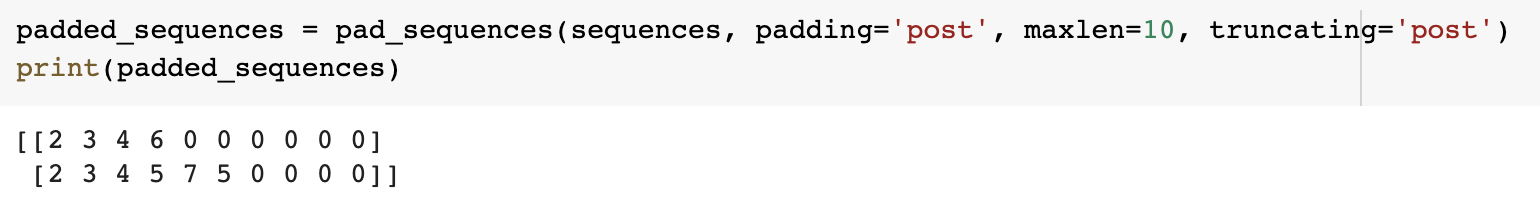 padded_sequences = pad_sequences(sequences, padding='post', maxlen=10, truncating='post')
print(padded_sequences)
[[2 3 4 6 0 0 0 0 0 0]
 [2 3 4 5 7 5 0 0 0 0]]